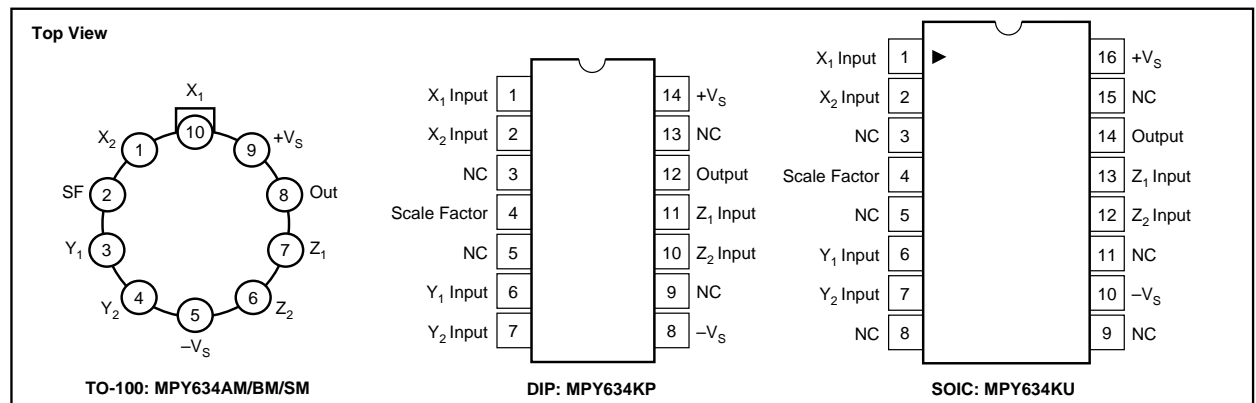 Top View
X1
X2 10 +VS
1 9
SF 2 8 Out
Y1 3 7 Z1
4 6
Y2 5 Z2
–VS
TO-100: MPY634AM/BM/SM
X1 Input 1 14 +VS
X2 Input 2 13 NC
NC 3 12 Output
Scale Factor 4 11 Z1 Input
NC 5 10 Z2 Input
Y1 Input 6 9 NC
Y2 Input 7 8 –VS
DIP: MPY634KP
X1 Input 1 16 +VS
X2 Input 2 15 NC
NC 3 14 Output
Scale Factor 4 13 Z1 Input
NC 5 12 Z2 Input
Y1 Input 6 11 NC
Y2 Input 7 10 –VS
NC 8 9 NC
SOIC: MPY634KU